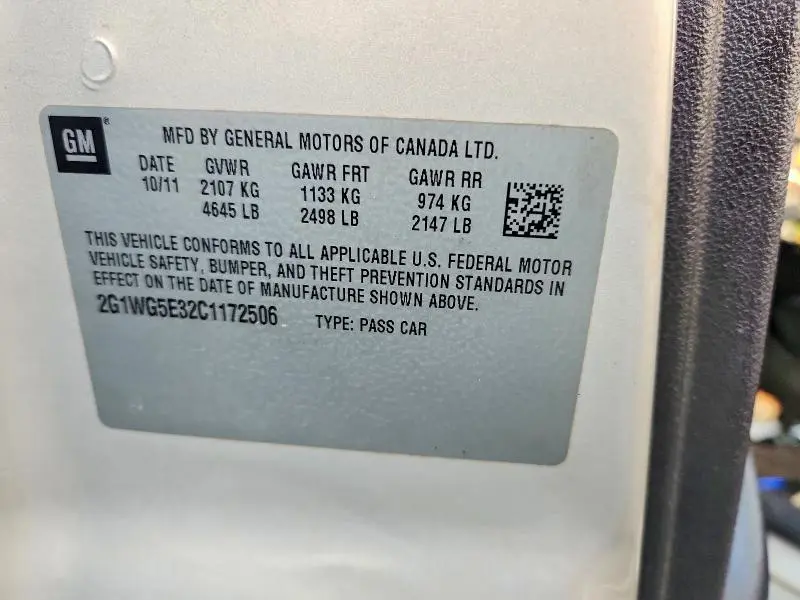 GM
®
MFD BY GENERAL MOTORS OF CANADA LTD.
DATE GVWR GAWR FRT GAWR RR
10/11 2107 KG 1133 KG 974 KG
4645 LB 2498 LB 2147 LB
THIS VEHICLE CONFORMS TO ALL APPLICABLE U.S. FEDERAL MOTOR
VEHICLE SAFETY, BUMPER, AND THEFT PREVENTION STANDARDS IN
EFFECT ON THE DATE OF MANUFACTURE SHOWN ABOVE.
2G1WG5E32C1172506 TYPE: PASS CAR